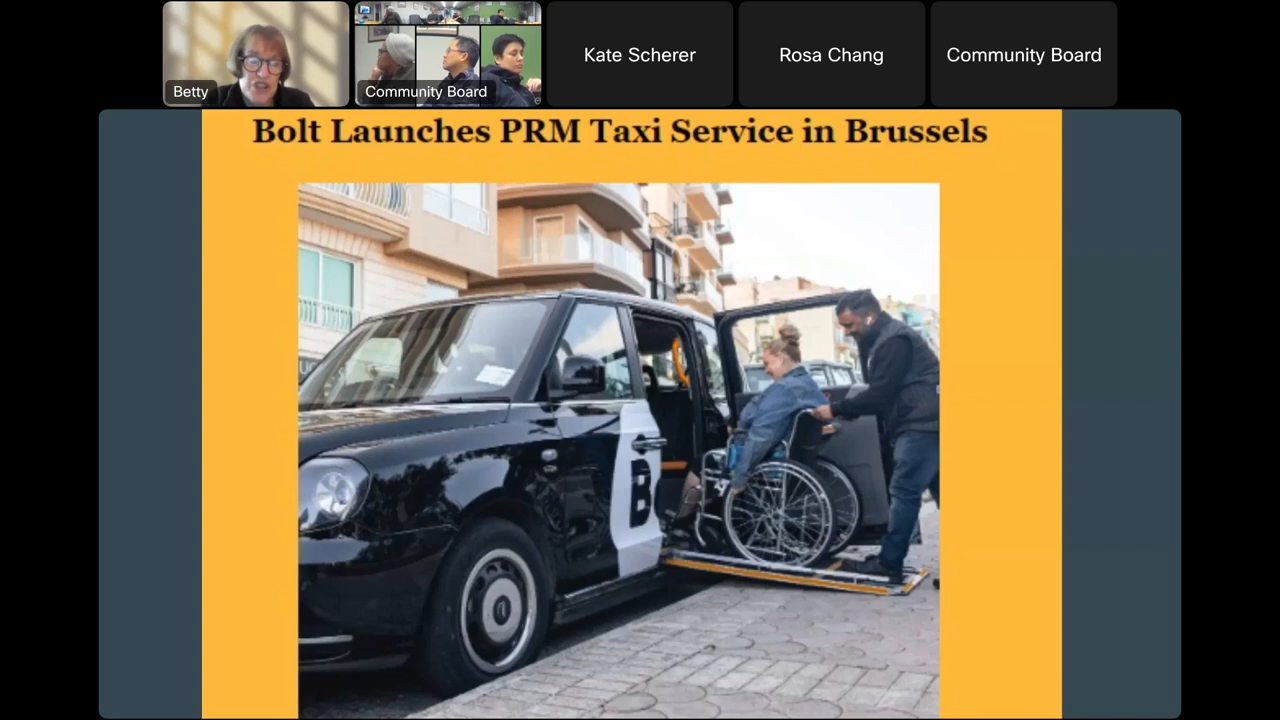 Betty
Community Board
Kate Scherer
Rosa Chang
Community Board
Bolt Launches PRM Taxi Service in Brussels
B